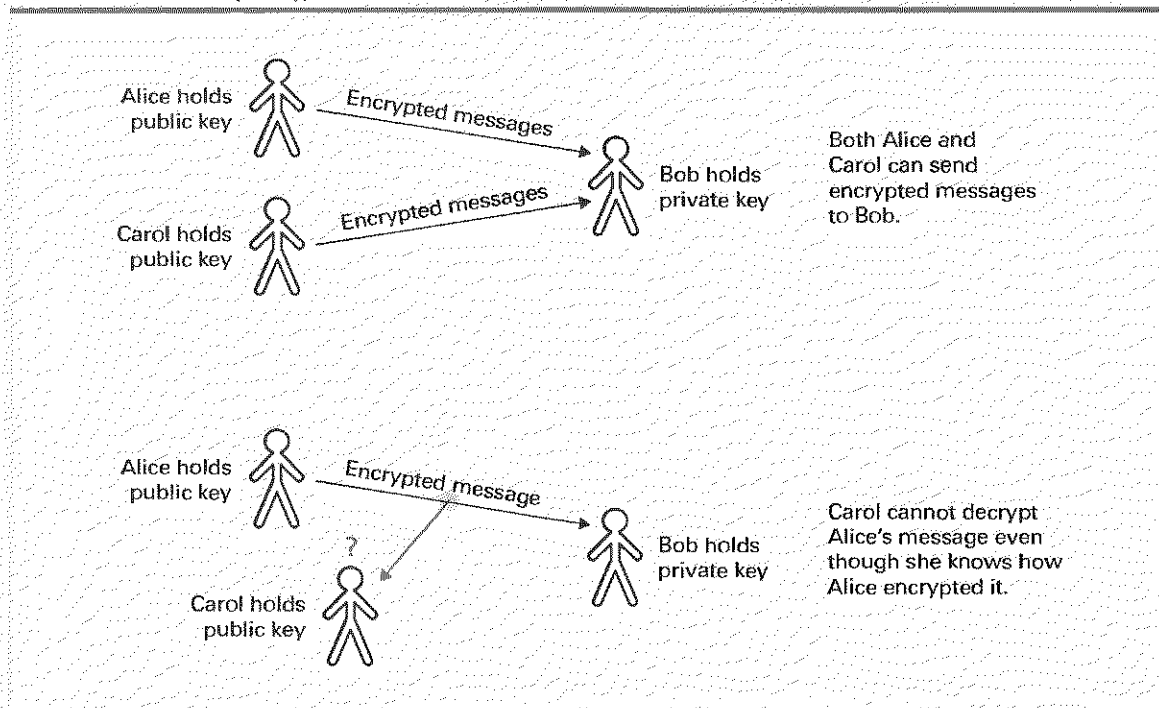 Alice holds
public key
Encrypted messages
Carol holds
public key
Encrypted messages
Bob holds
private key
Both Alice and
Carol can send
encrypted messages
to Bob.
Alice holds
public key
Encrypted message
?
Carol holds
public key
Bob holds
private key
Carol cannot decrypt
Alice's message even
though she knows how
Alice encrypted it.